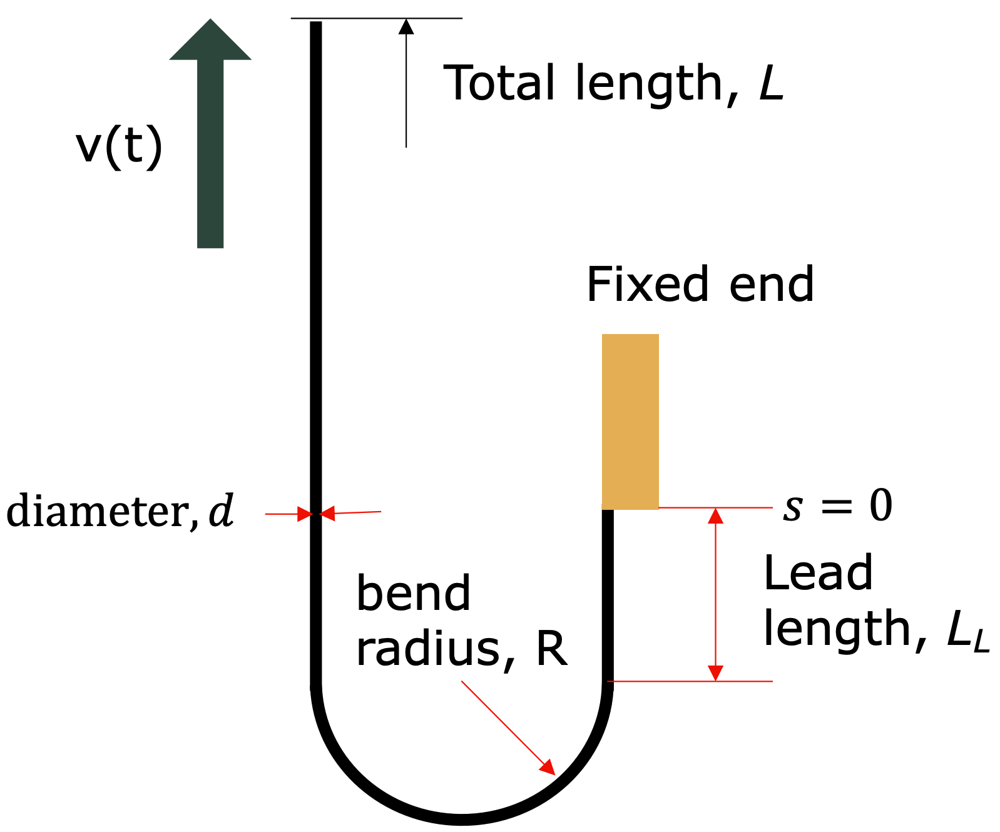 Total length, L
v(t)
Fixed end
diameter, d
s = 0
bend
radius, R
Lead
length, L_L